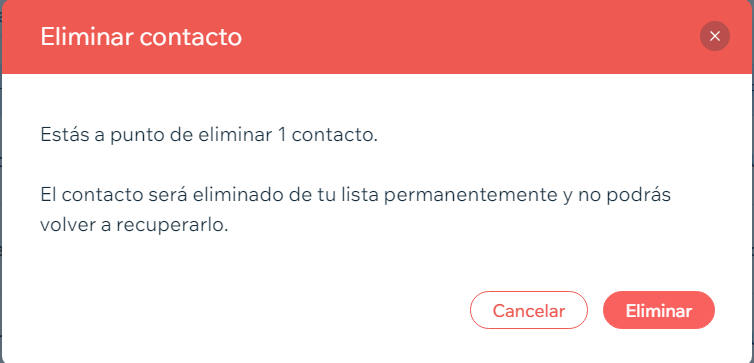 Eliminar contacto
Estás a punto de eliminar 1 contacto.
El contacto será eliminado de tu lista permanentemente y no podrás
volver a recuperarlo.
Cancelar
Eliminar